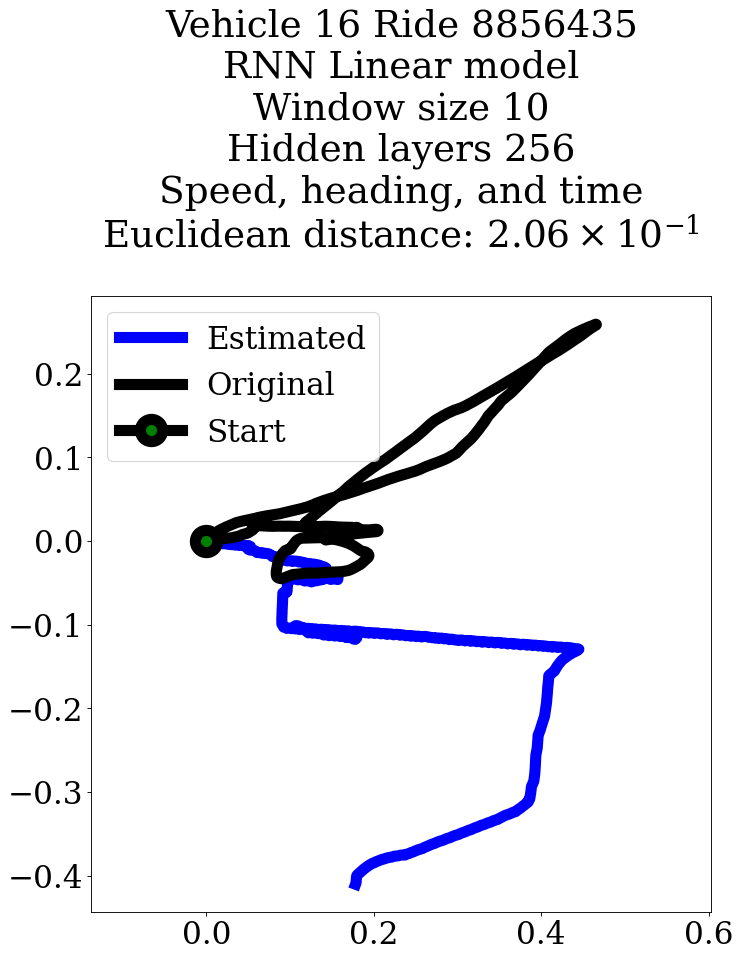 Vehicle 16 Ride 8856435
RNN Linear model
Window size 10
Hidden layers 256
Speed, heading, and time
Euclidean distance: 2.06 × 10⁻¹
Estimated
Original
Start
0.2
0.1
0.0
−0.1
−0.2
−0.3
−0.4
0.0 0.2 0.4 0.6